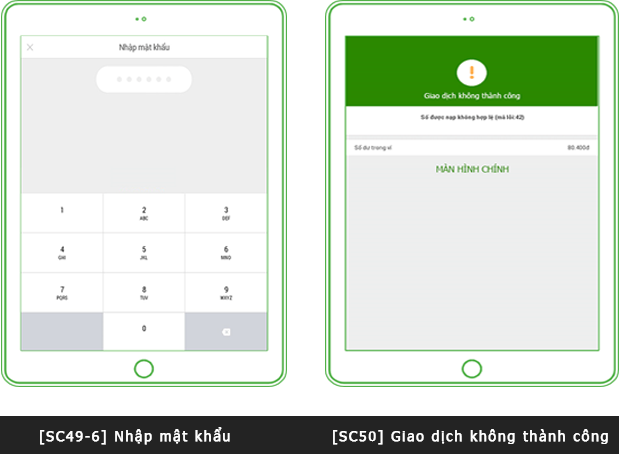 Nhập mật khẩu
1
2
ABC
3
DEF
4
GHI
5
JKL
6
MNO
7
PQRS
8
TUV
9
WXYZ
0
Giao dịch không thành công
Số được nạp không hợp lệ (mã lỗi:42)
Số dư trong ví 80.400đ
MÀN HÌNH CHÍNH
[SC49-6] Nhập mật khẩu
[SC50] Giao dịch không thành công